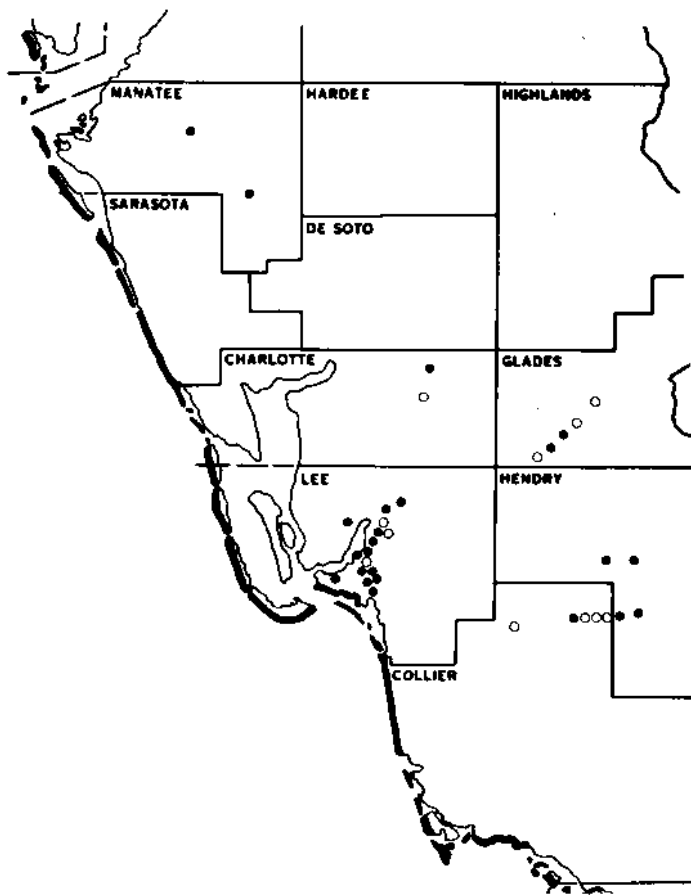 MANATEE
HARDEE
HIGHLANDS
SARASOTA
DE SOTO
CHARLOTTE
GLADES
LEE
HENDRY
COLLIER